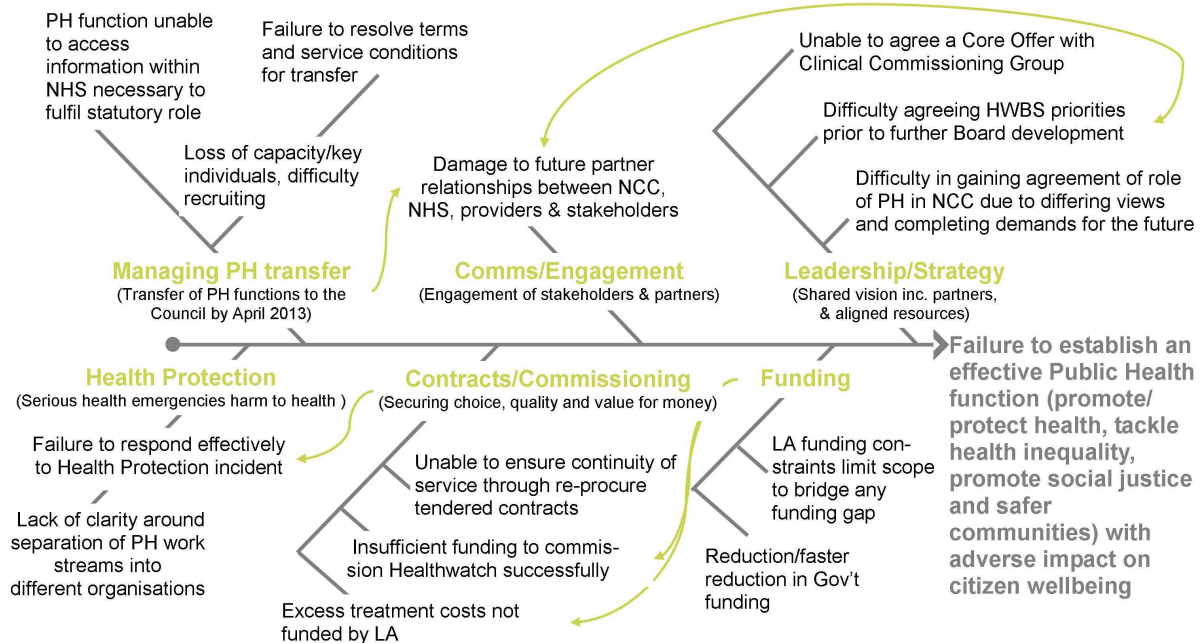 PH function unable
to access
information within
NHS necessary to
fulfil statutory role
Failure to resolve terms
and service conditions
for transfer
Loss of capacity/key
individuals, difficulty
recruiting
Managing PH transfer
(Transfer of PH functions to the
Council by April 2013)
Damage to future partner
relationships between NCC,
NHS, providers & stakeholders
Comms/Engagement
(Engagement of stakeholders & partners)
Unable to agree a Core Offer with
Clinical Commissioning Group
Difficulty agreeing HWBS priorities
prior to further Board development
Difficulty in gaining agreement of role
of PH in NCC due to differing views
and completing demands for the future
Leadership/Strategy
(Shared vision inc. partners,
& aligned resources)
Health Protection
(Serious health emergencies harm to health )
Failure to respond effectively
to Health Protection incident
Lack of clarity around
separation of PH work
streams into
different organisations
Contracts/Commissioning
(Securing choice, quality and value for money)
Unable to ensure continuity of
service through re-procure
tendered contracts
Insufficient funding to commis-
sion Healthwatch successfully
Excess treatment costs not
funded by LA
Funding
LA funding con-
straints limit scope
to bridge any
funding gap
Reduction/faster
reduction in Gov't
funding
Failure to establish an
effective Public Health
function (promote/
protect health, tackle
health inequality,
promote social justice
and safer
communities) with
adverse impact on
citizen wellbeing